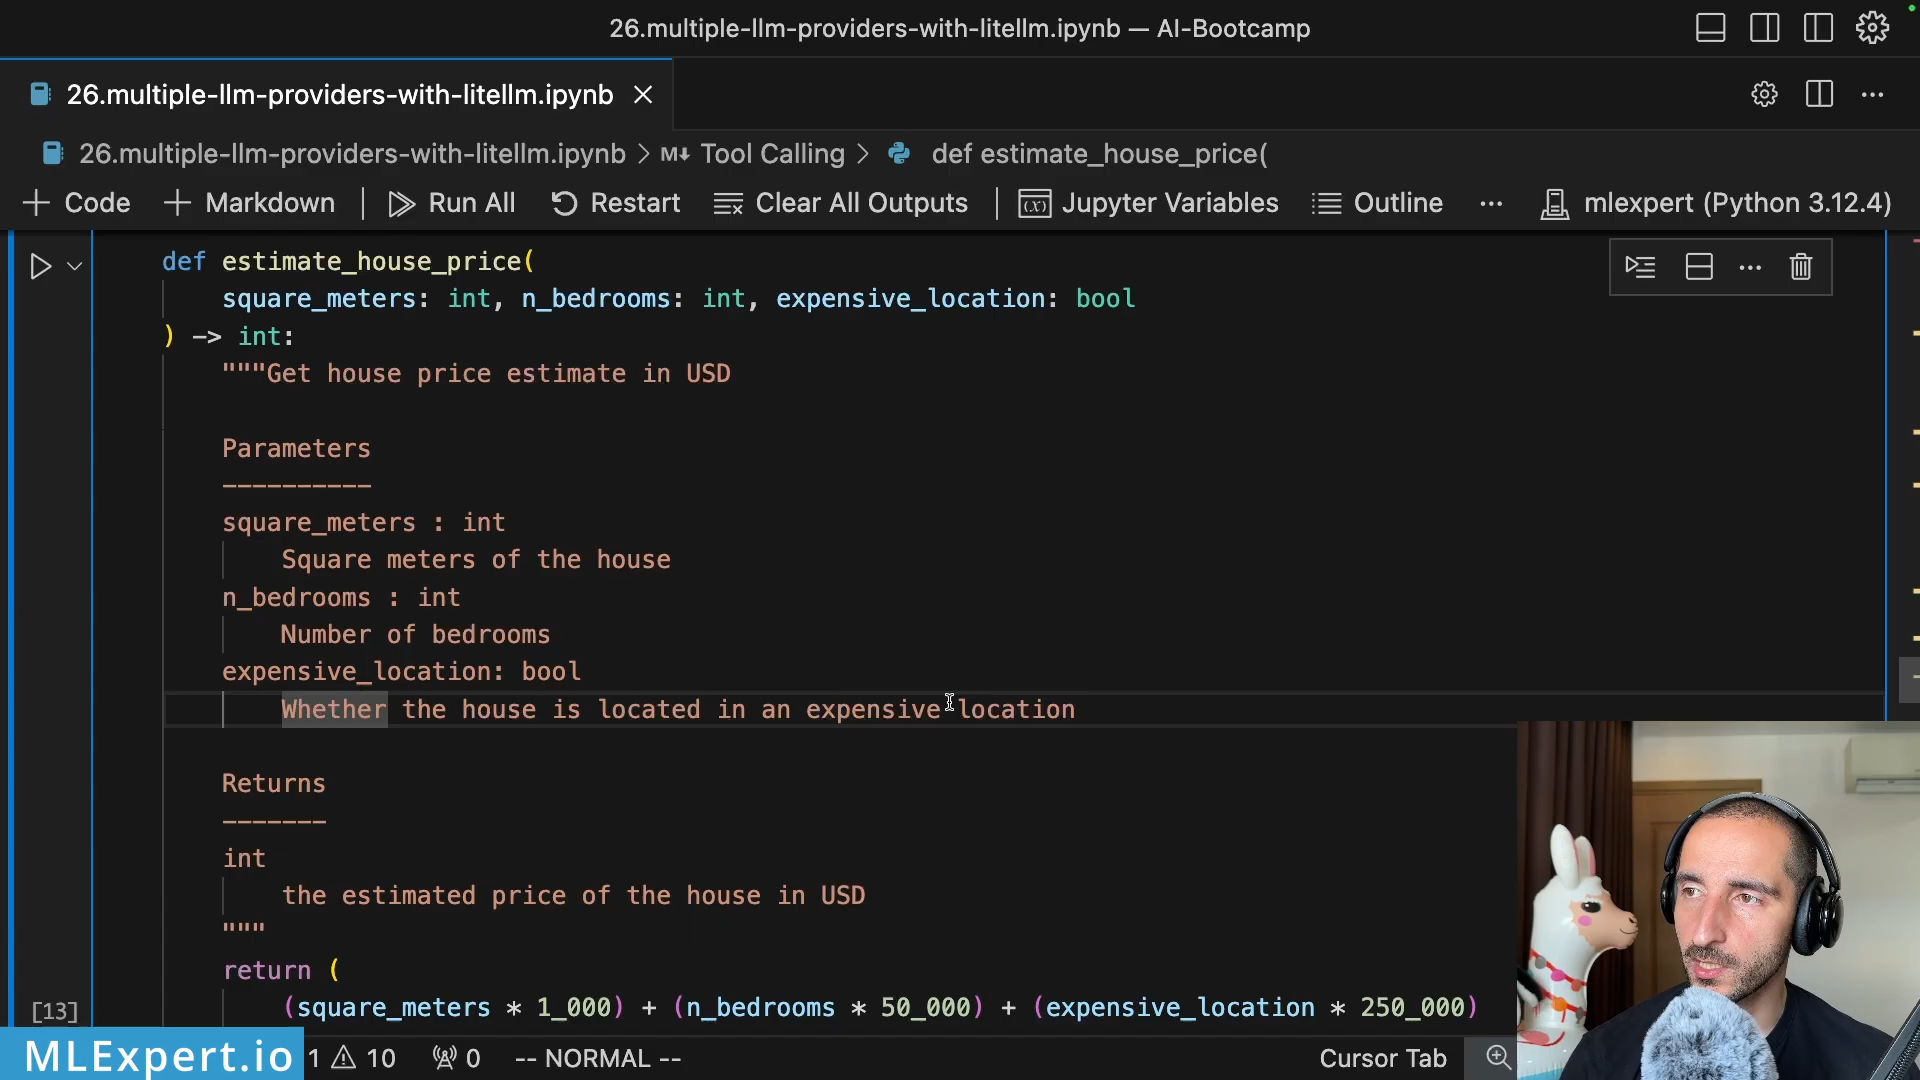 26.multiple-llm-providers-with-litellm.ipynb — AI-Bootcamp
26.multiple-llm-providers-with-litellm.ipynb
26.multiple-llm-providers-with-litellm.ipynb > M↓ Tool Calling > def estimate_house_price(
Code Markdown Run All Restart Clear All Outputs Jupyter Variables Outline ... mlexpert (Python 3.12.4)
def estimate_house_price(
square_meters: int, n_bedrooms: int, expensive_location: bool
) -> int:
"""Get house price estimate in USD
Parameters
----------
square_meters : int
Square meters of the house
n_bedrooms : int
Number of bedrooms
expensive_location: bool
Whether the house is located in an expensive location
Returns
-------
int
the estimated price of the house in USD
"""
return (
(square_meters * 1_000) + (n_bedrooms * 50_000) + (expensive_location * 250_000)
[13]
MLExpert.io 1 10 0 -- NORMAL -- Cursor Tab